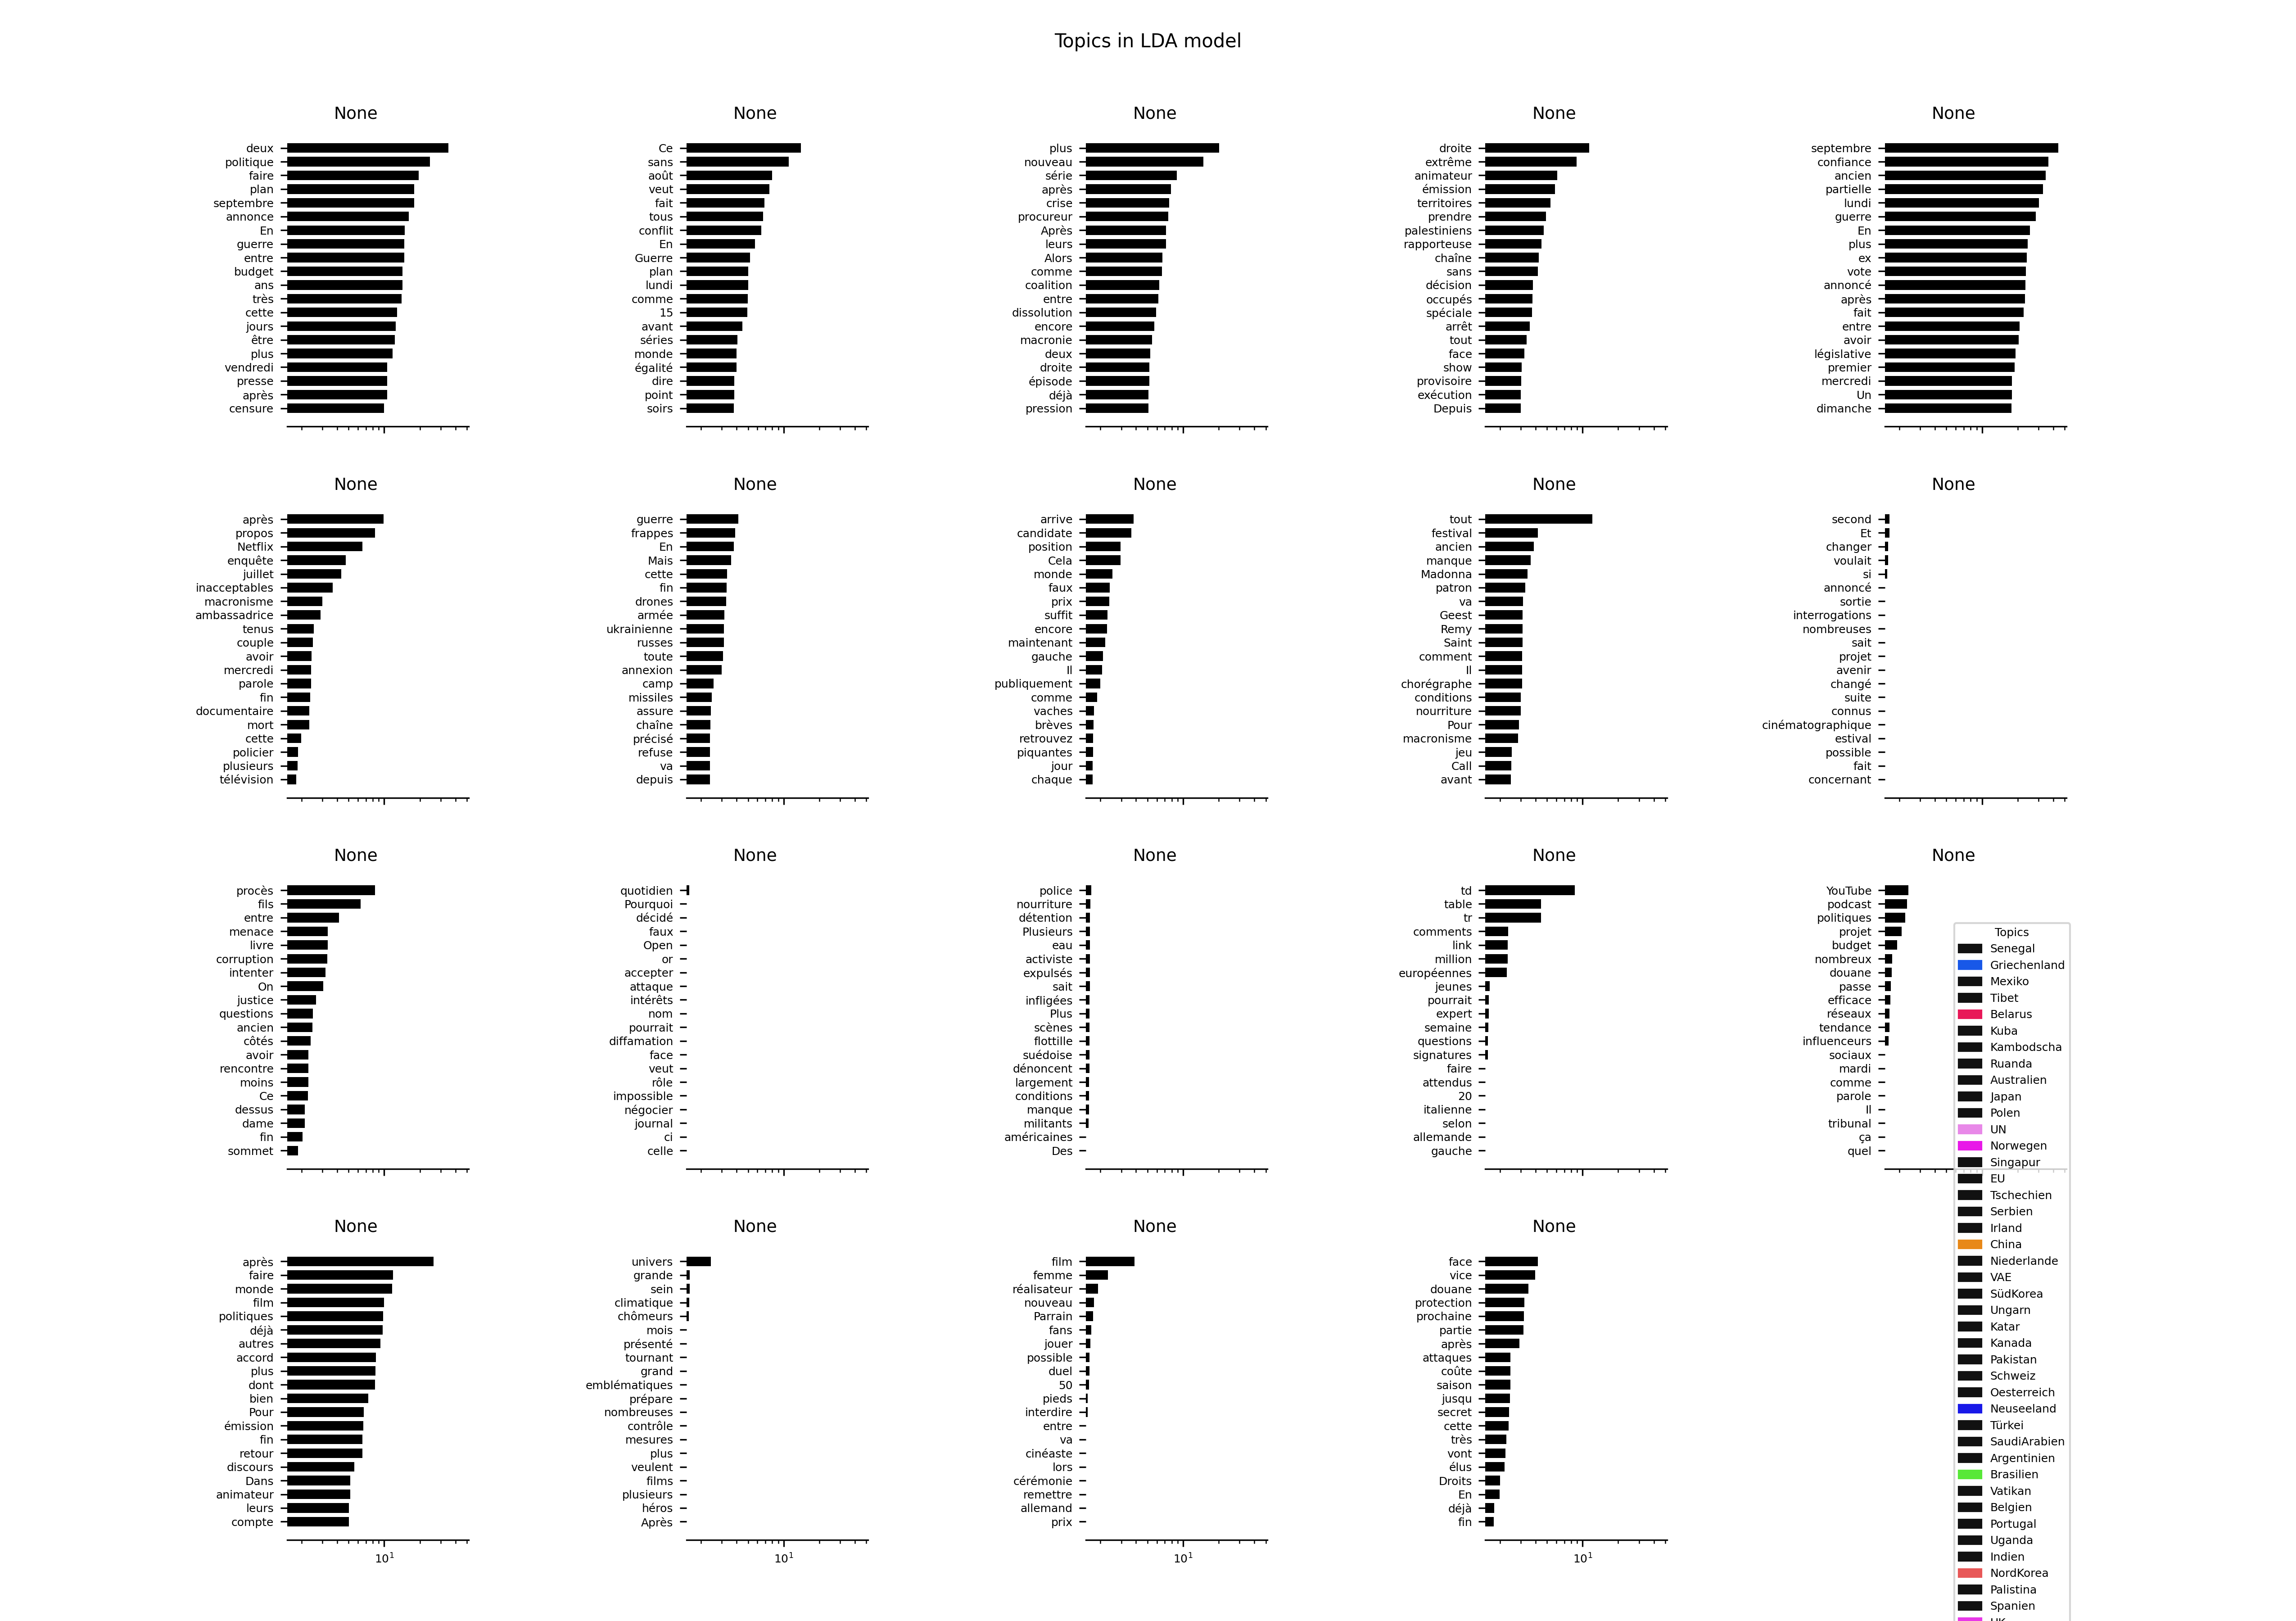 Topics in LDA model
None
deux
politique
faire
plan
septembre
annonce
En
guerre
entre
budget
ans
très
cette
jours
être
plus
vendredi
presse
après
censure
None
Ce
sans
août
veut
fait
tous
conflit
En
Guerre
plan
lundi
comme
15
avant
séries
monde
égalité
dire
point
soirs
None
plus
nouveau
série
après
crise
procureur
Après
leurs
Alors
comme
coalition
entre
dissolution
encore
macronie
deux
droite
épisode
déjà
pression
None
droite
extrême
animateur
émission
territoires
prendre
palestiniens
rapporteuse
chaîne
sans
décision
occupés
spéciale
arrêt
tout
face
show
provisoire
exécution
Depuis
None
septembre
confiance
ancien
partielle
lundi
guerre
En
plus
ex
vote
annoncé
après
fait
entre
avoir
législative
premier
mercredi
Un
dimanche
None
après
propos
Netflix
enquête
juillet
inacceptables
macronisme
ambassadrice
tenus
couple
avoir
mercredi
parole
fin
documentaire
mort
cette
policier
plusieurs
télévision
None
guerre
frappes
En
Mais
cette
fin
drones
armée
ukrainienne
russes
toute
annexion
camp
missiles
assure
chaîne
précisé
refuse
va
depuis
None
arrive
candidate
position
Cela
monde
faux
prix
suffit
encore
maintenant
gauche
Il
publiquement
comme
vaches
brèves
retrouvez
piquantes
jour
chaque
None
tout
festival
ancien
manque
Madonna
patron
va
Geest
Remy
Saint
comment
Il
chorégraphe
conditions
nourriture
Pour
macronisme
jeu
Call
avant
None
second
Et
changer
voulait
si
annoncé
sortie
interrogations
nombreuses
sait
projet
avenir
changé
suite
connus
cinématographique
estival
possible
fait
concernant
None
procès
fils
entre
menace
livre
corruption
intenter
On
justice
questions
ancien
côtés
avoir
rencontre
moins
Ce
dessus
dame
fin
sommet
None
quotidien
Pourquoi
décidé
faux
Open
or
accepter
attaque
intérêts
nom
pourrait
diffamation
face
veut
rôle
impossible
négocier
journal
ci
celle
None
police
nourriture
détention
Plusieurs
eau
activiste
expulsés
sait
infligées
Plus
scènes
flottille
suédoise
dénoncent
largement
conditions
manque
militants
américaines
Des
None
td
table
tr
comments
link
million
européennes
jeunes
pourrait
expert
semaine
questions
signatures
faire
attendus
20
italienne
selon
allemande
gauche
None
YouTube
podcast
politiques
projet
budget
nombreux
douane
passe
efficace
réseaux
tendance
influenceurs
sociaux
mardi
comme
parole
Il
tribunal
ça
quel
None
après
faire
monde
film
politiques
déjà
autres
accord
plus
dont
bien
Pour
émission
fin
retour
discours
Dans
animateur
leurs
compte
10¹
None
univers
grande
sein
climatique
chômeurs
mois
présenté
tournant
grand
emblématiques
prépare
nombreuses
contrôle
mesures
plus
veulent
films
plusieurs
héros
Après
10¹
None
film
femme
réalisateur
nouveau
Parrain
fans
jouer
possible
duel
50
pieds
interdire
entre
va
cinéaste
lors
cérémonie
remettre
allemand
prix
10¹
None
face
vice
douane
protection
prochaine
partie
après
attaques
coûte
saison
jusqu
secret
cette
très
vont
élus
Droits
En
déjà
fin
10¹
Topics
Senegal
Griechenland
Mexiko
Tibet
Belarus
Kuba
Kambodscha
Ruanda
Australien
Japan
Polen
UN
Norwegen
Singapur
EU
Tschechien
Serbien
Irland
China
Niederlande
VAE
SüdKorea
Ungarn
Katar
Kanada
Pakistan
Schweiz
Oesterreich
Neuseeland
Türkei
SaudiArabien
Argentinien
Brasilien
Vatikan
Belgien
Portugal
Uganda
Indien
NordKorea
Palistina
Spanien